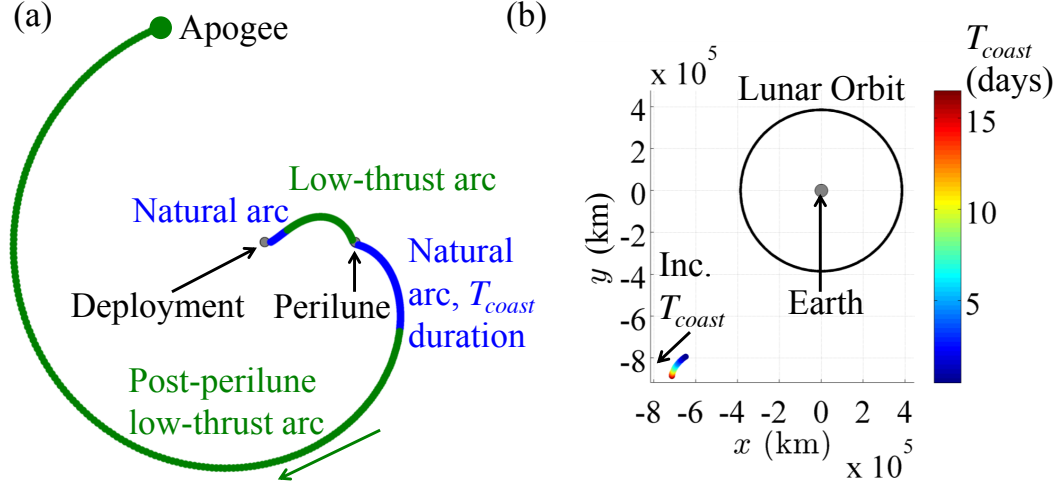 (a)
Apogee
Low-thrust arc
Natural arc
Natural
arc, T_coast
duration
Deployment
Perilune
Post-perilune
low-thrust arc
(b)
x 10^5
Lunar Orbit
T_coast
(days)
4
2
0
-2
-4
-6
-8
y (km)
Inc.
T_coast
Earth
15
10
5
-8 -6 -4 -2 0 2 4
x (km)
x 10^5